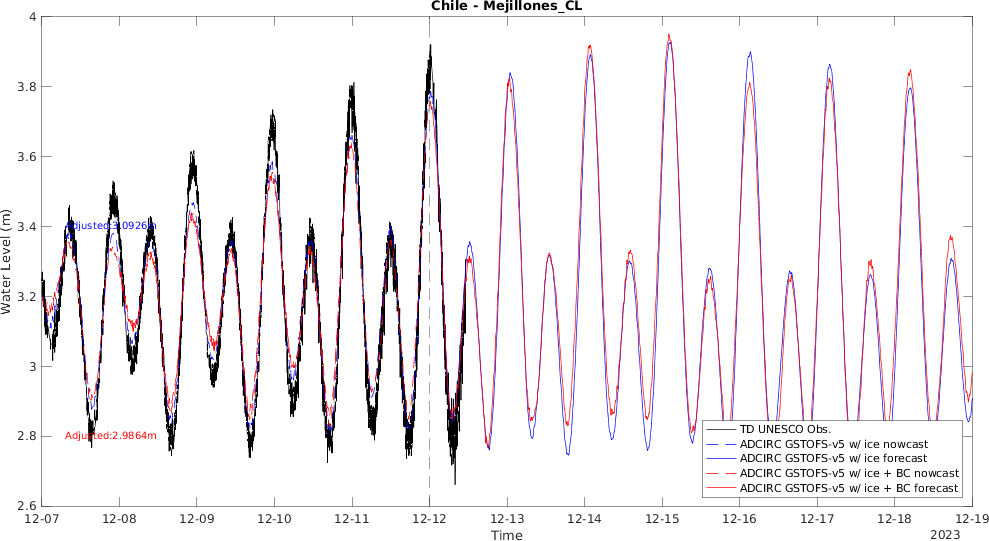 Chile - Mejillones_CL
4
3.8
3.6
3.4
3.2
3
2.8
2.6
Water Level (m)
Adjusted:3.0926m
Adjusted:2.9864m
TD UNESCO Obs.
ADCIRC GSTOFS-v5 w/ ice nowcast
ADCIRC GSTOFS-v5 w/ ice forecast
ADCIRC GSTOFS-v5 w/ ice + BC nowcast
ADCIRC GSTOFS-v5 w/ ice + BC forecast
12-07 12-08 12-09 12-10 12-11 12-12 12-13 12-14 12-15 12-16 12-17 12-18 12-19
Time
2023